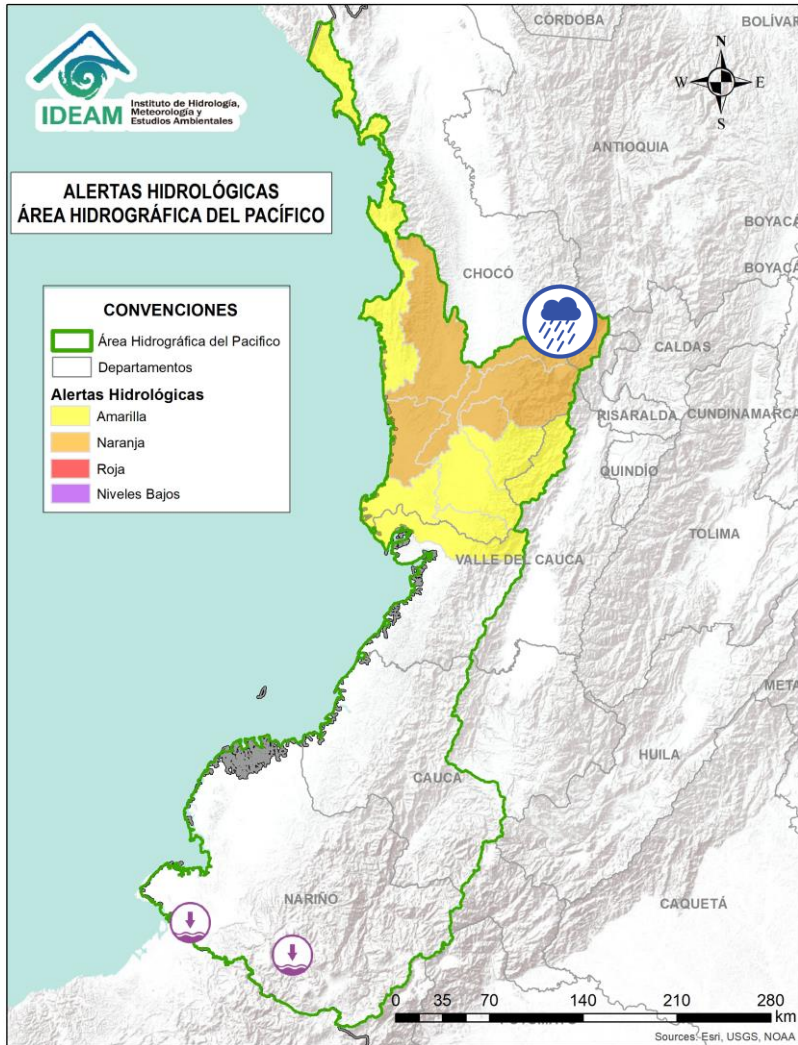 IDEAM
Instituto de Hidrología,
Meteorología y
Estudios Ambientales
ALERTAS HIDROLÓGICAS
ÁREA HIDROGRÁFICA DEL PACÍFICO
CONVENCIONES
Área Hidrográfica del Pacifico
Departamentos
Alertas Hidrológicas
Amarilla
Naranja
Roja
Niveles Bajos
N
W
E
S
CÓRDOBA
BOLÍVAR
ANTIOQUIA
BOYACÁ
BOYACÁ
CHOCÓ
CALDAS
RISARALDA
CUNDINAMARCA
QUINDÍO
TOLIMA
VALLE DEL CAUCA
META
HUILA
CAUCA
NARIÑO
CAQUETÁ
0 35 70 140 210 280
km
Sources: Esri, USGS, NOAA